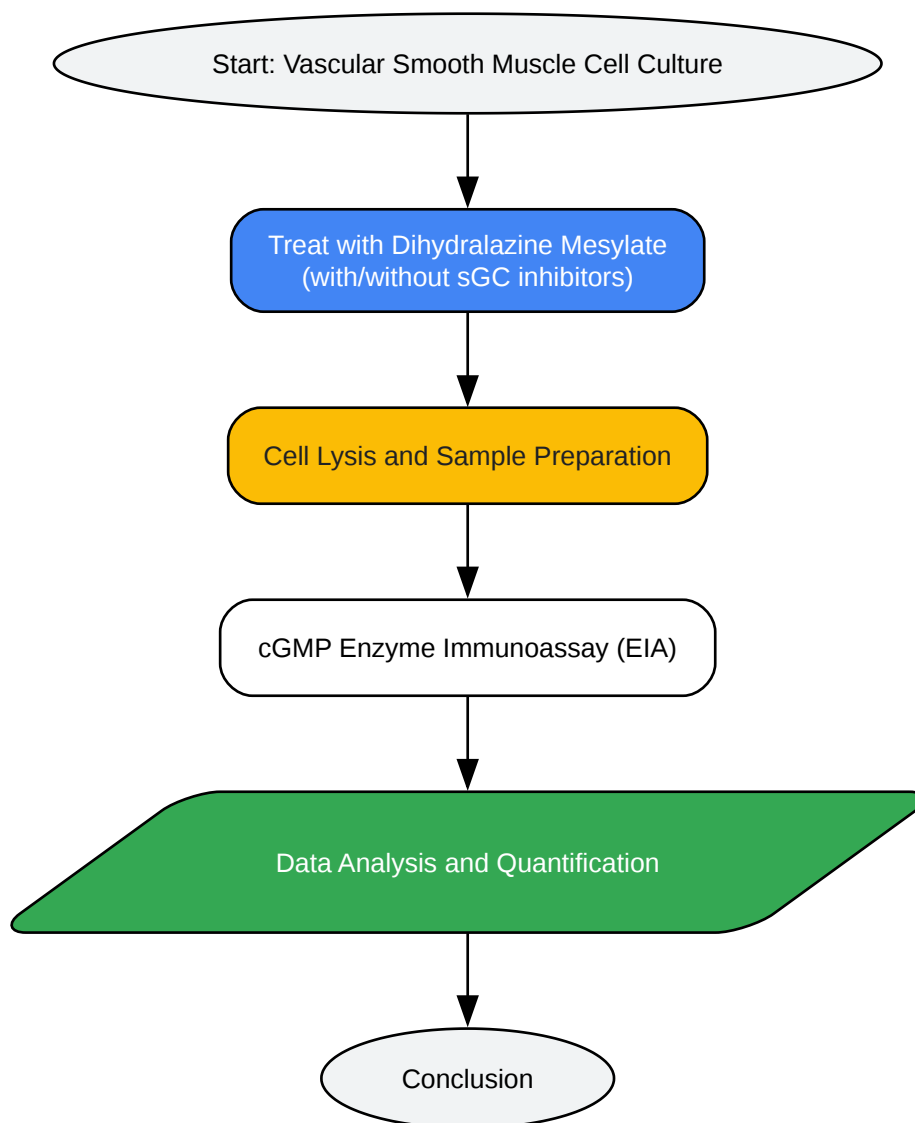 Start: Vascular Smooth Muscle Cell Culture
Treat with Dihydralazine Mesylate
(with/without sGC inhibitors)
Cell Lysis and Sample Preparation
cGMP Enzyme Immunoassay (EIA)
Data Analysis and Quantification
Conclusion